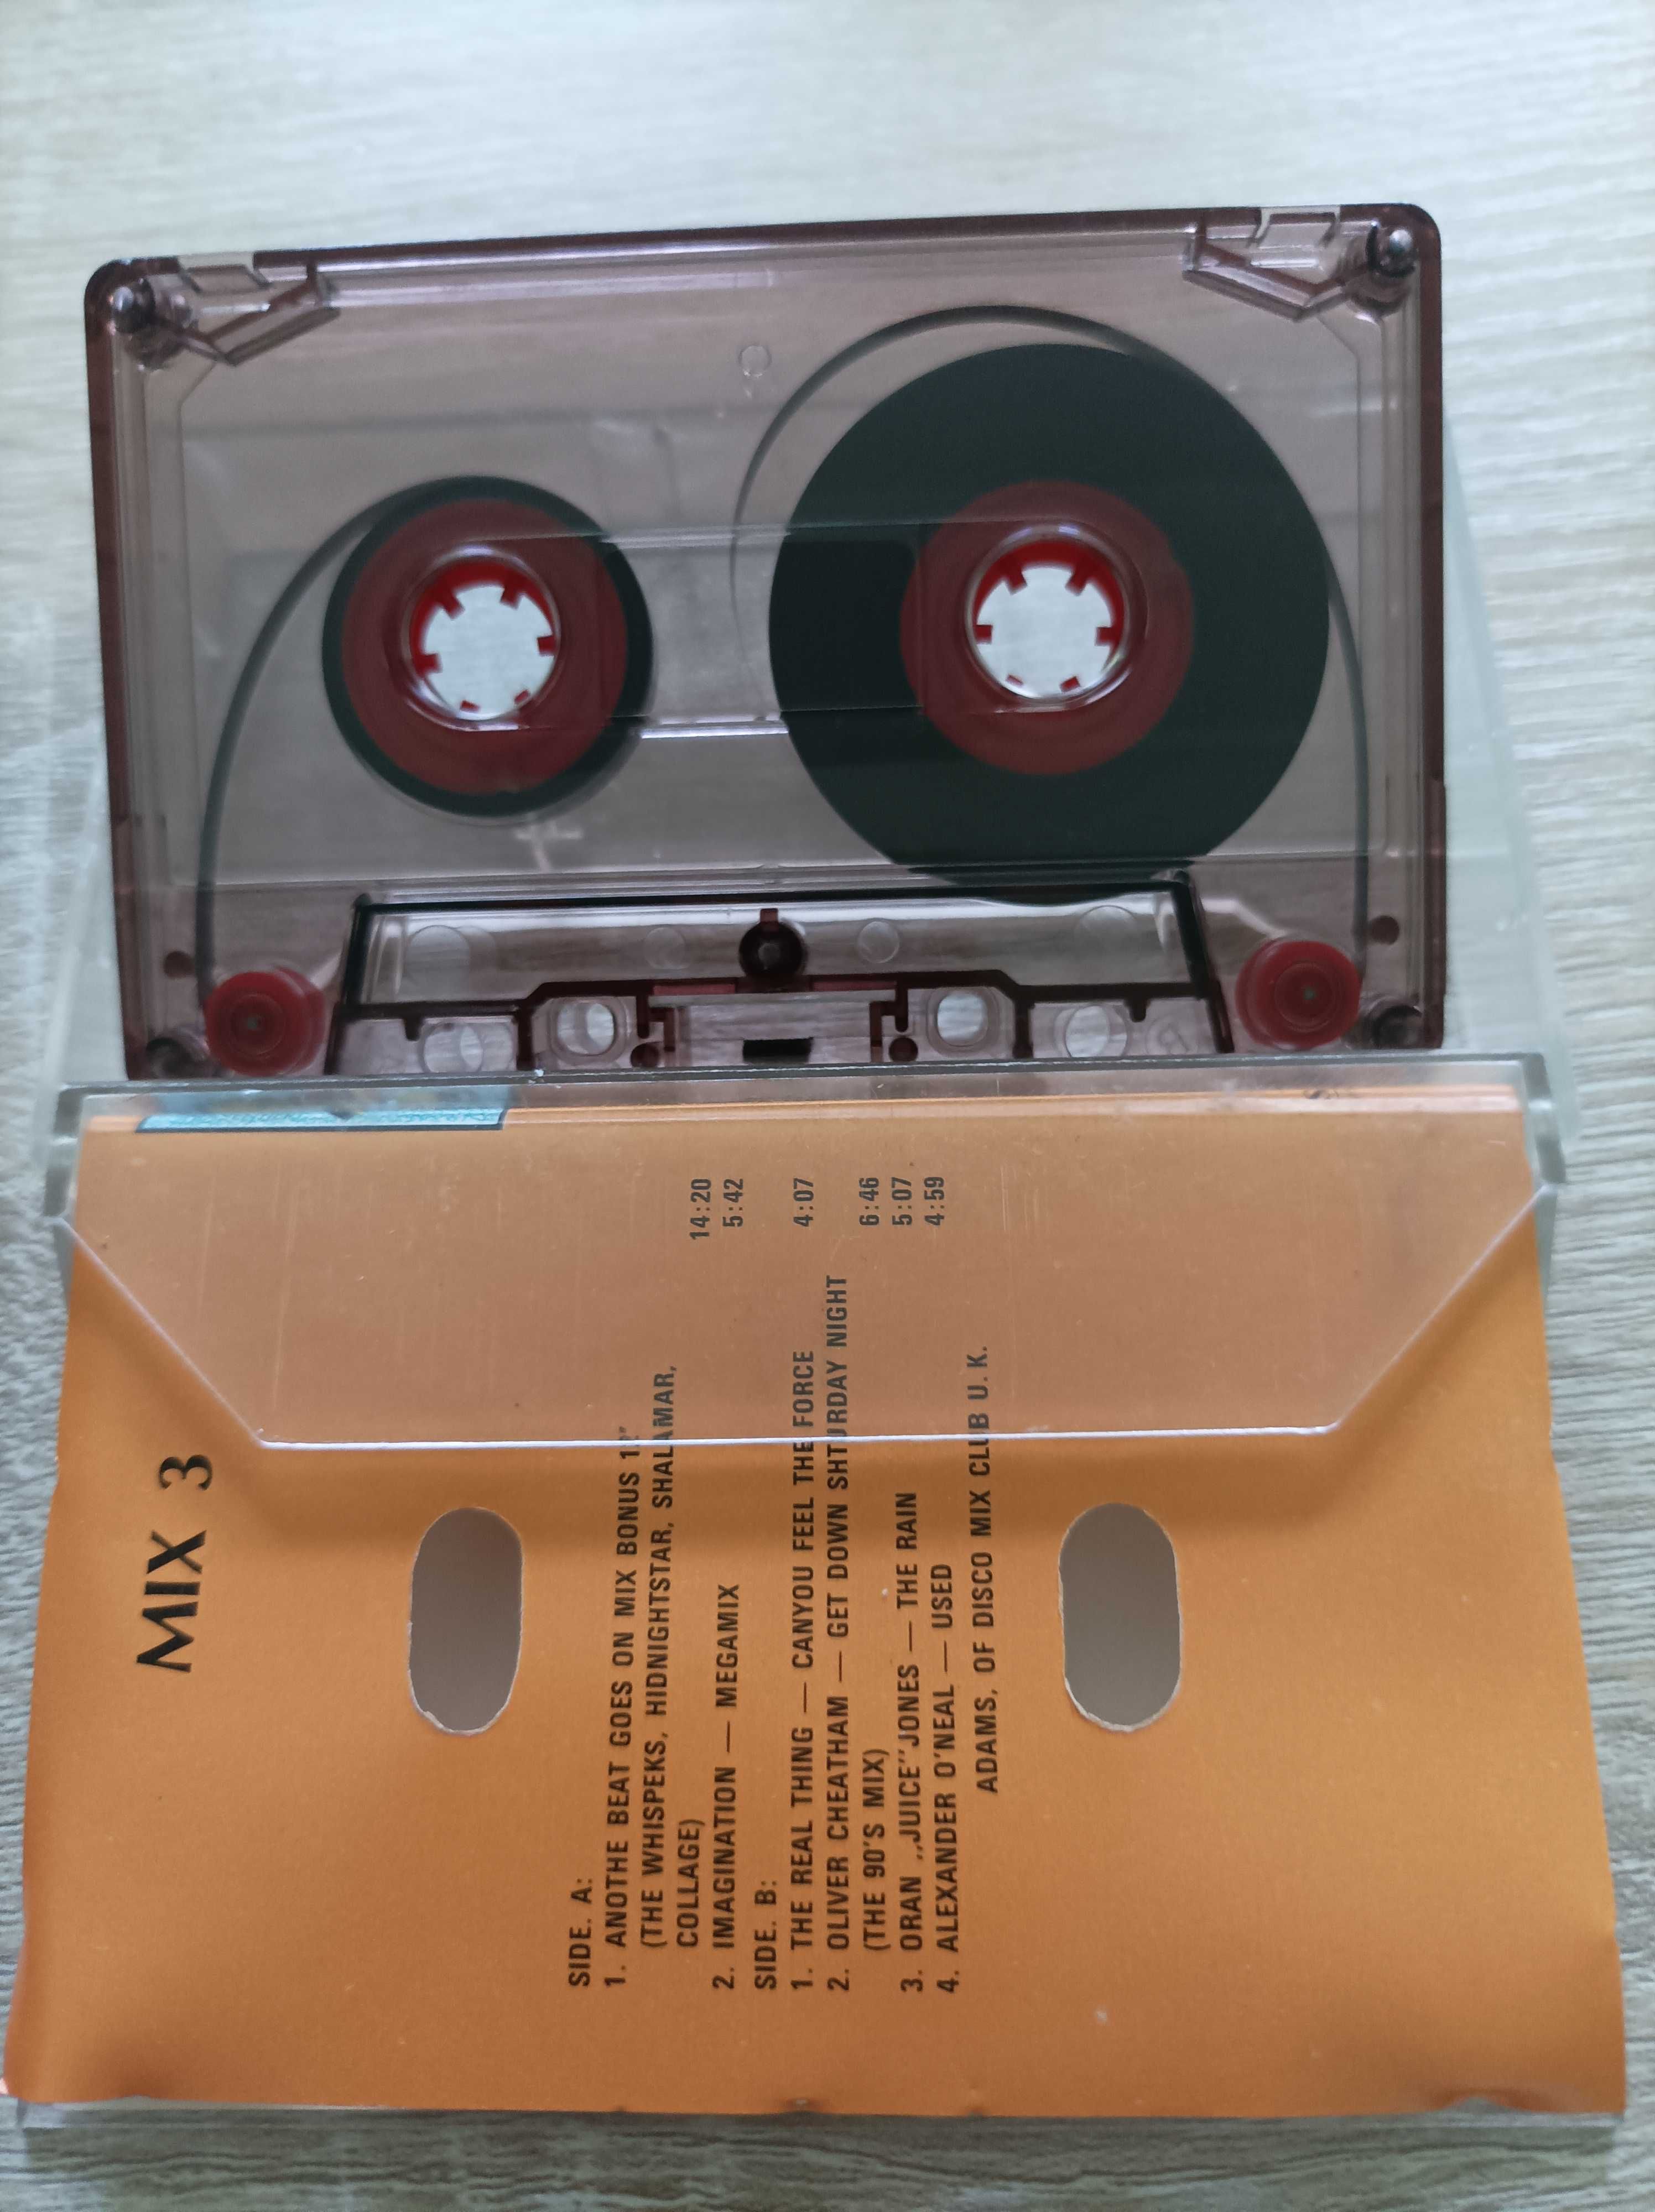 MIX 3
SIDE. A:
1. ANOTHE BEAT GOES ON MIX BONUS
(THE WHISPEKS, HIDNIGHTSTAR, SHALAMAR,
COLLAGE) 14:20
2. IMAGINATION — MEGAMIX 5:42
SIDE. B:
1. THE REAL THING — CANYOU FEEL THE FORCE 4:07
2. OLIVER CHEATHAM — GET DOWN SHTURDAY NIGHT
(THE 90'S MIX) 6:46
3. ORAN „JUICE"JONES — THE RAIN 5:07
4. ALEXANDER O'NEAL — USED 4:59
ADAMS, OF DISCO MIX CLUB U. K.